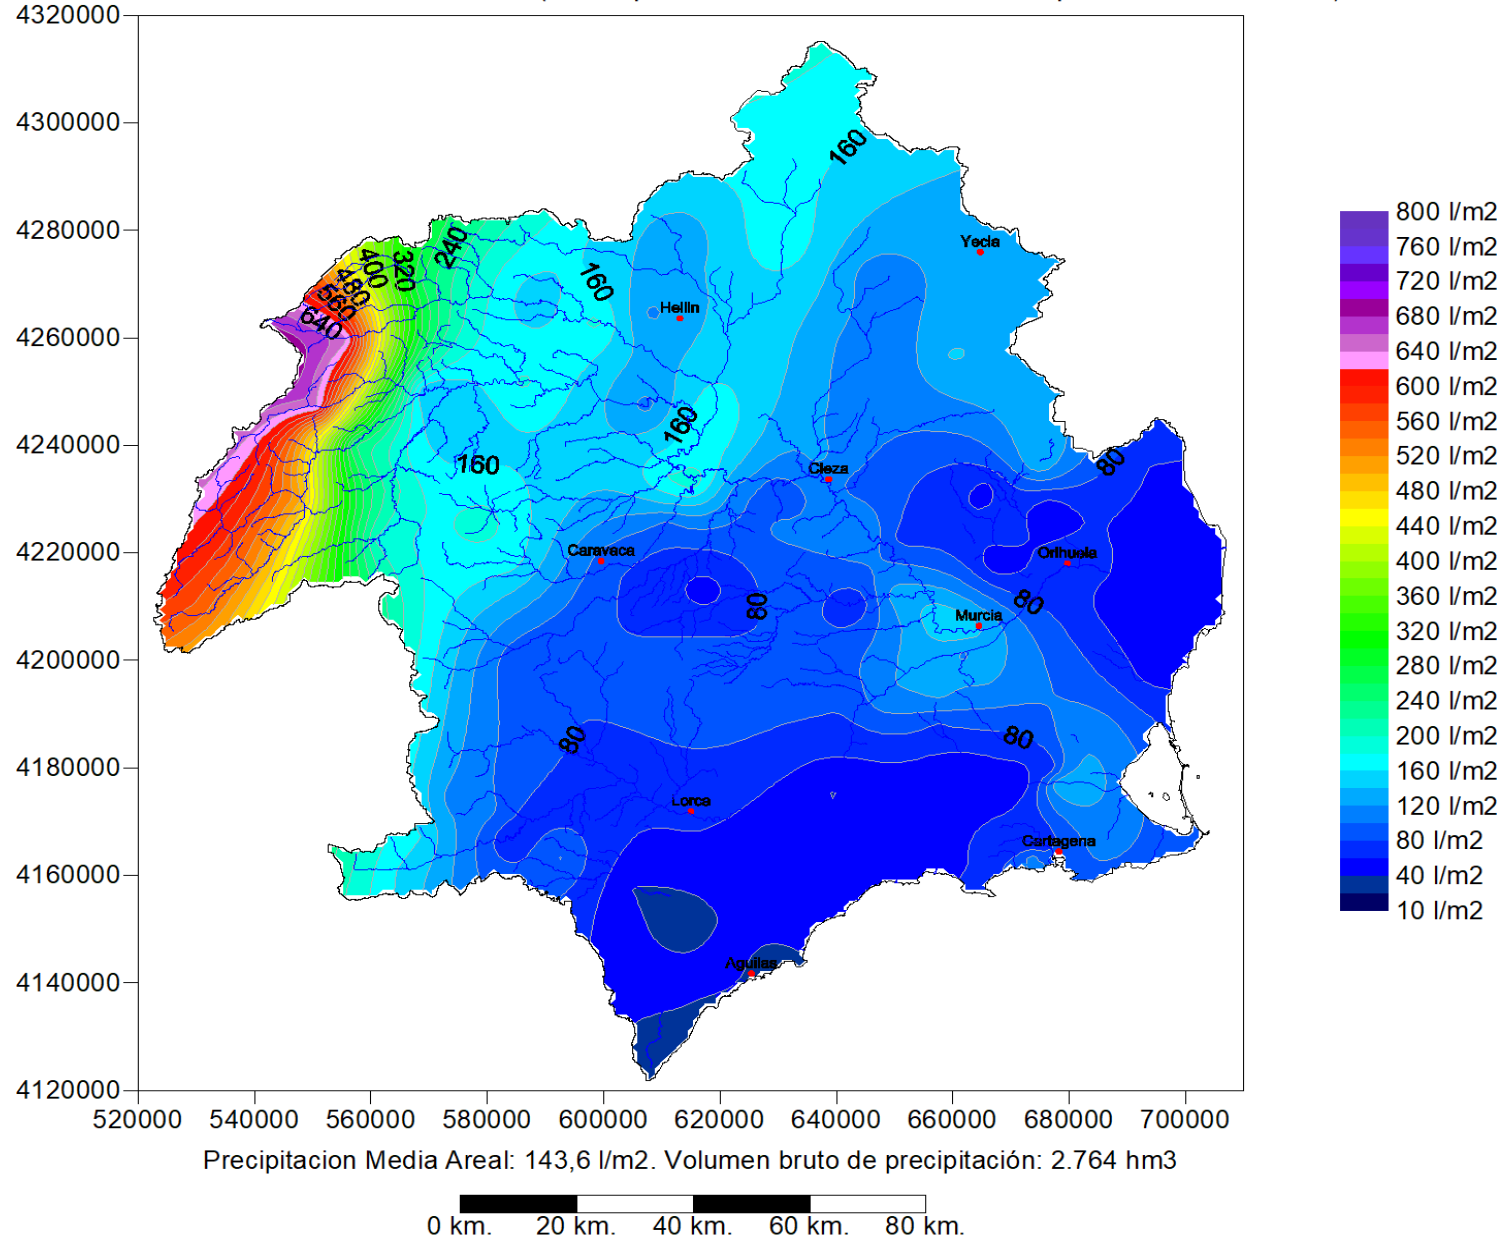 4320000
4300000
160
280000
4280000
240
Yecla
400
320
160
480
560
640
Hellin
4260000
160
4240000
160
80
Cieza
4220000
Caravaca
Orihuela
80
80
Murcia
4200000
80
80
4180000
Lorca
Cartagena
4160000
Aguilas
4140000
4120000
520000 540000 560000 580000 600000 620000 640000 660000 680000 700000
800 l/m2
760 l/m2
720 l/m2
680 l/m2
640 l/m2
600 l/m2
560 l/m2
520 l/m2
480 l/m2
440 l/m2
400 l/m2
360 l/m2
320 l/m2
280 l/m2
240 l/m2
200 l/m2
160 l/m2
120 l/m2
80 l/m2
40 l/m2
10 l/m2
Precipitacion Media Areal: 143,6 l/m2. Volumen bruto de precipitación: 2.764 hm3
0 km. 20 km. 40 km. 60 km. 80 km.